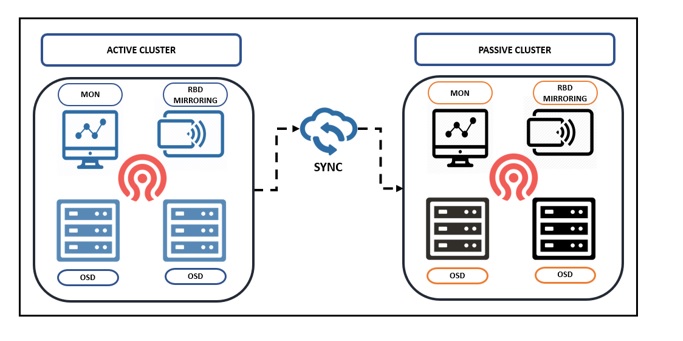 ACTIVE CLUSTER
PASSIVE CLUSTER
MON
RBD
MIRRORING
OSD
OSD
SYNC
MON
RBD
MIRRORING
OSD
OSD